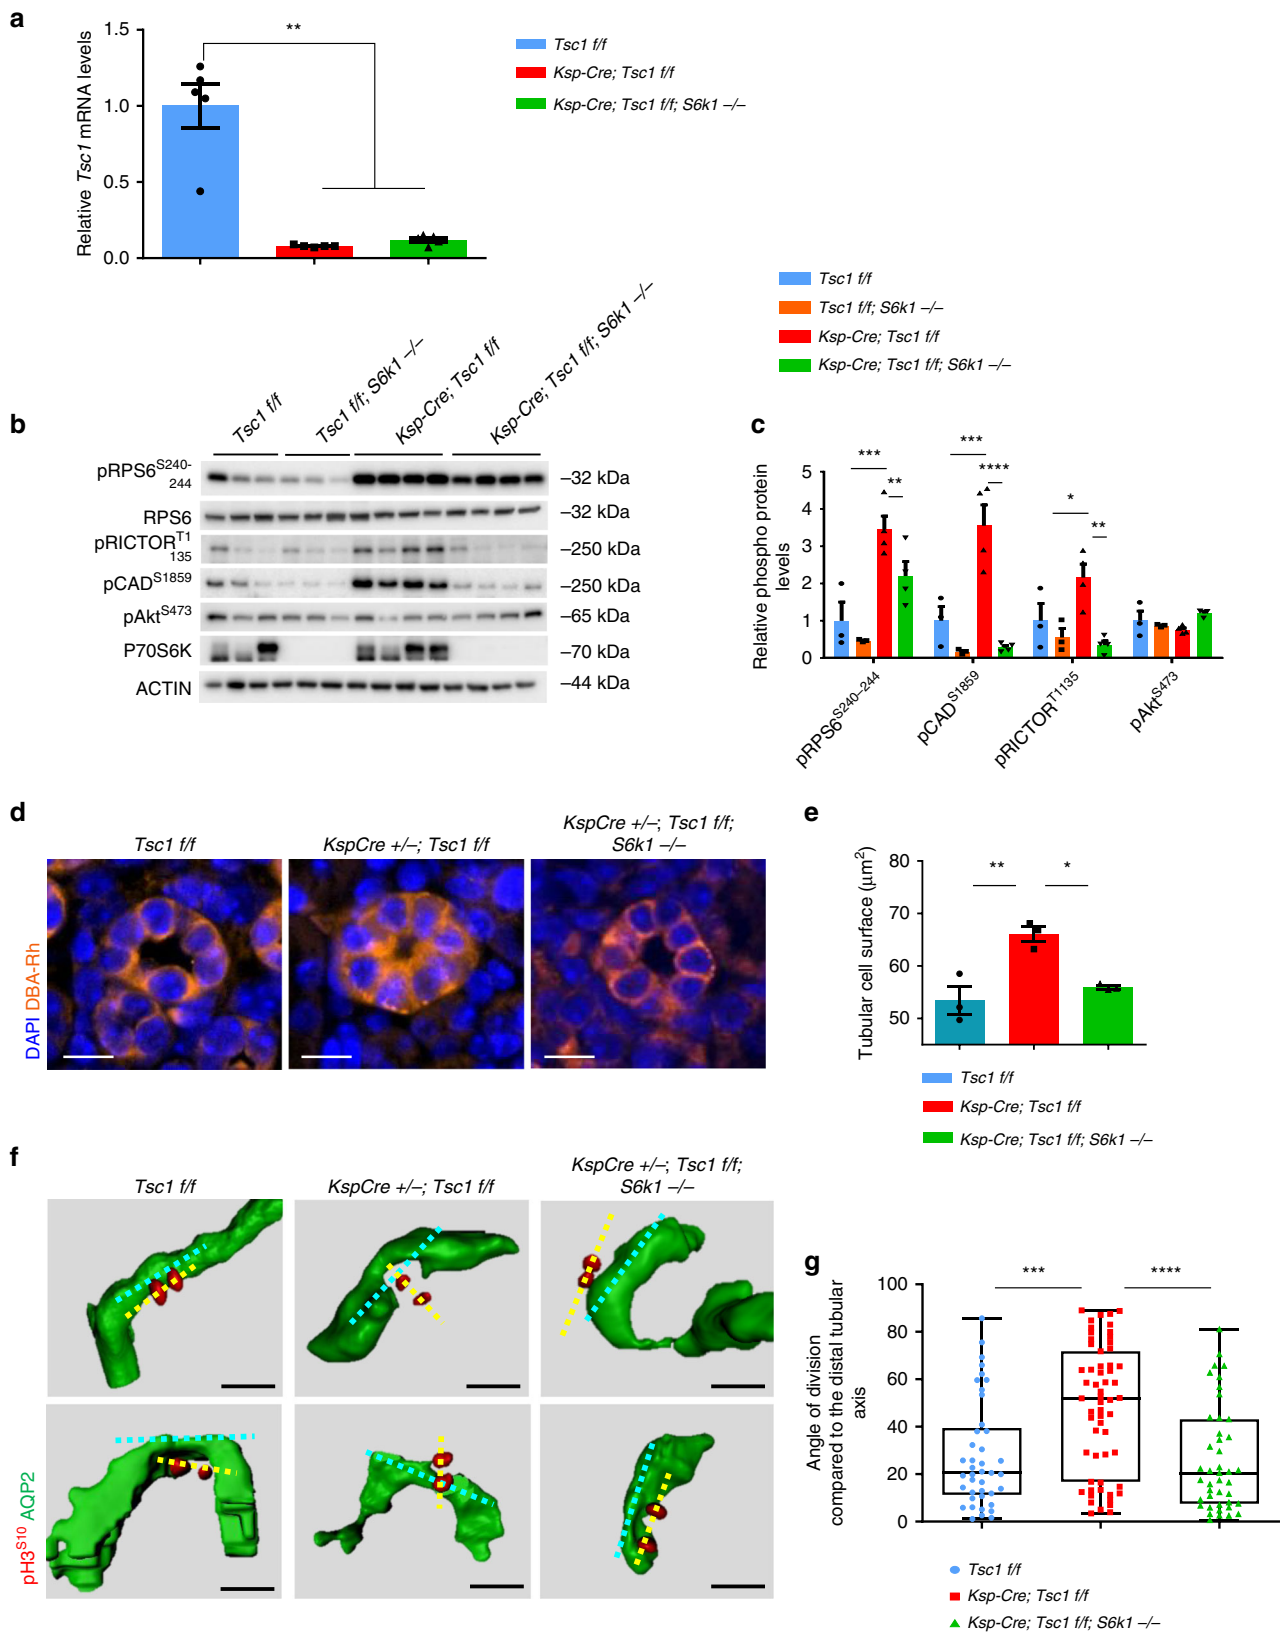 a
Relative Tsc1 mRNA levels
1.5
1.0
0.5
0.0
**
Tsc1 f/f
Ksp-Cre; Tsc1 f/f
Ksp-Cre; Tsc1 f/f; S6k1 –/–
b
Tsc1 f/f
Tsc1 f/f; S6k1 –/–
Ksp-Cre; Tsc1 f/f
Ksp-Cre; Tsc1 f/f; S6k1 –/–
pRPS6S240-
244
–32 kDa
RPS6
–32 kDa
pRICTORT1
135
–250 kDa
pCADS1859
–250 kDa
pAktS473
–65 kDa
P70S6K
–70 kDa
ACTIN
–44 kDa
Tsc1 f/f
Tsc1 f/f; S6k1 –/–
Ksp-Cre; Tsc1 f/f
Ksp-Cre; Tsc1 f/f; S6k1 –/–
c
Relative phospho protein
levels
5
4
3
2
1
0
***
**
***
****
*
**
pRPS6S240–244
pCADS1859
pRICTORT1135
pAktS473
d
Tsc1 f/f
KspCre +/–; Tsc1 f/f
KspCre +/–; Tsc1 f/f;
S6k1 –/–
DAPI DBA-Rh
e
Tubular cell surface (μm2)
80
70
60
50
**
*
Tsc1 f/f
Ksp-Cre; Tsc1 f/f
Ksp-Cre; Tsc1 f/f; S6k1 –/–
f
Tsc1 f/f
KspCre +/–; Tsc1 f/f
KspCre +/–; Tsc1 f/f;
S6k1 –/–
pH3S10 AQP2
g
Angle of division
compared to the distal tubular
axis
100
80
60
40
20
0
***
****
Tsc1 f/f
Ksp-Cre; Tsc1 f/f
Ksp-Cre; Tsc1 f/f; S6k1 –/–